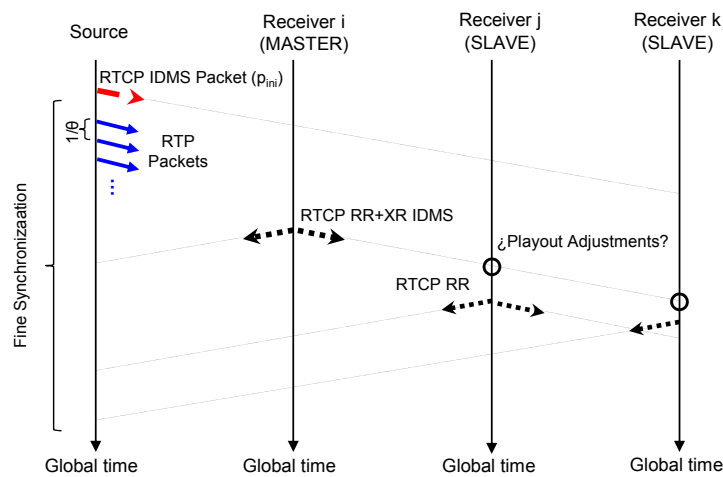 Source
Receiver i
(MASTER)
Receiver j
(SLAVE)
Receiver k
(SLAVE)
RTCP IDMS Packet (pini)
1/θ
RTP
Packets
...
RTCP RR+XR IDMS
¿Playout Adjustments?
RTCP RR
Fine Synchronizaation
Global time
Global time
Global time
Global time